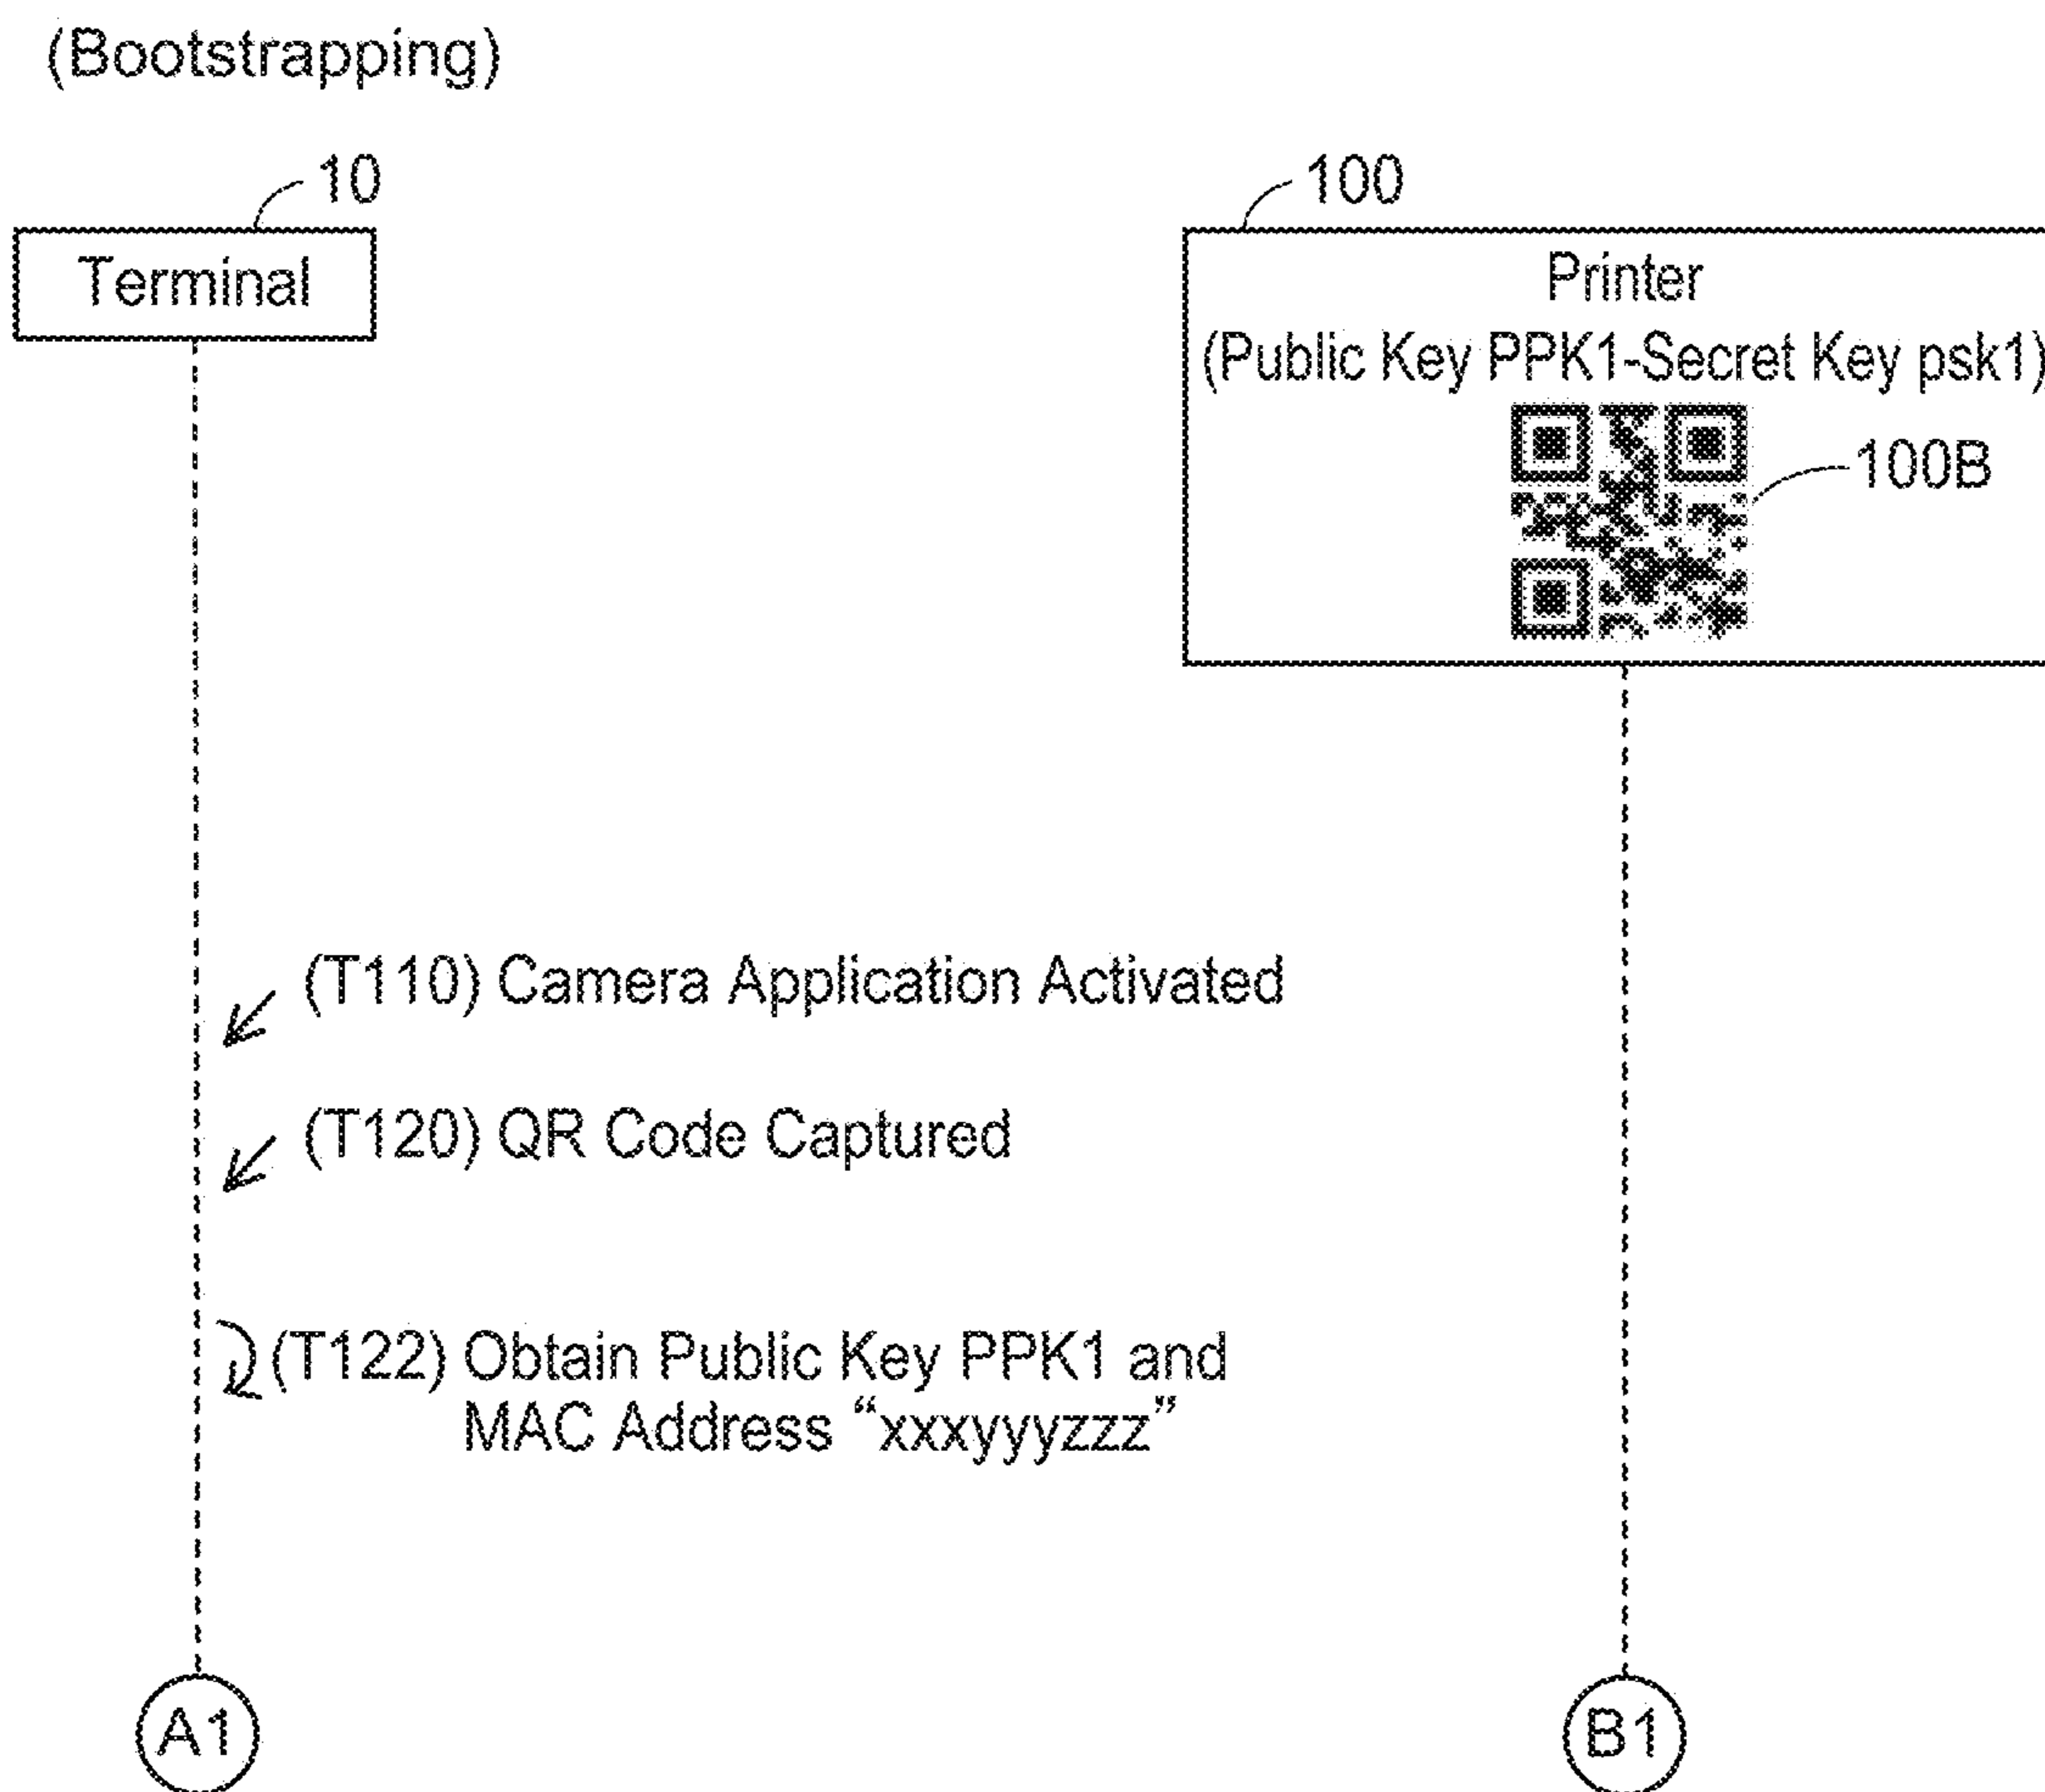 (Bootstrapping)
10
100
Terminal
Printer
(Public Key PPK1-Secret Key psk1)
100B
(T110) Camera Application Activated
(T120) QR Code Captured
(T122) Obtain Public Key PPK1 and
MAC Address “xxxyyyzzz”
A1
B1